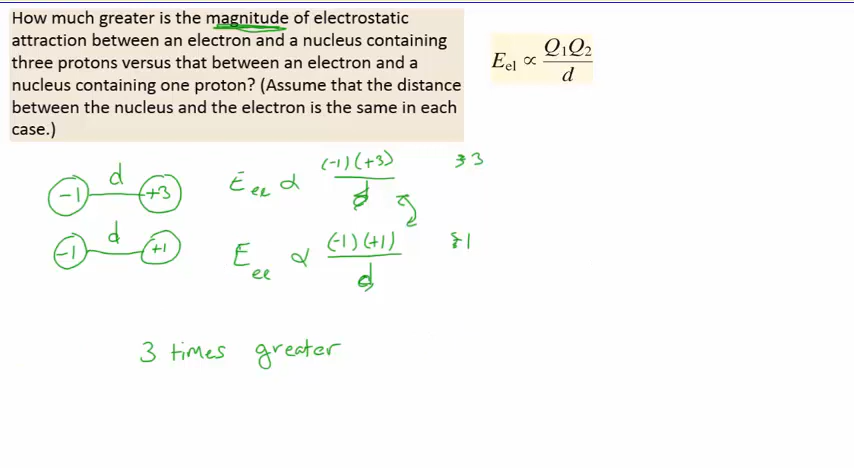 How much greater is the magnitude of electrostatic
attraction between an electron and a nucleus containing
three protons versus that between an electron and a
nucleus containing one proton? (Assume that the distance
between the nucleus and the electron is the same in each
case.)
E_el ∝ Q₁Q₂/d
-1 d +3
E_el ∝ (-1)(+3)/d 3
-1 d +1
E_el ∝ (-1)(+1)/d 1
3 times greater